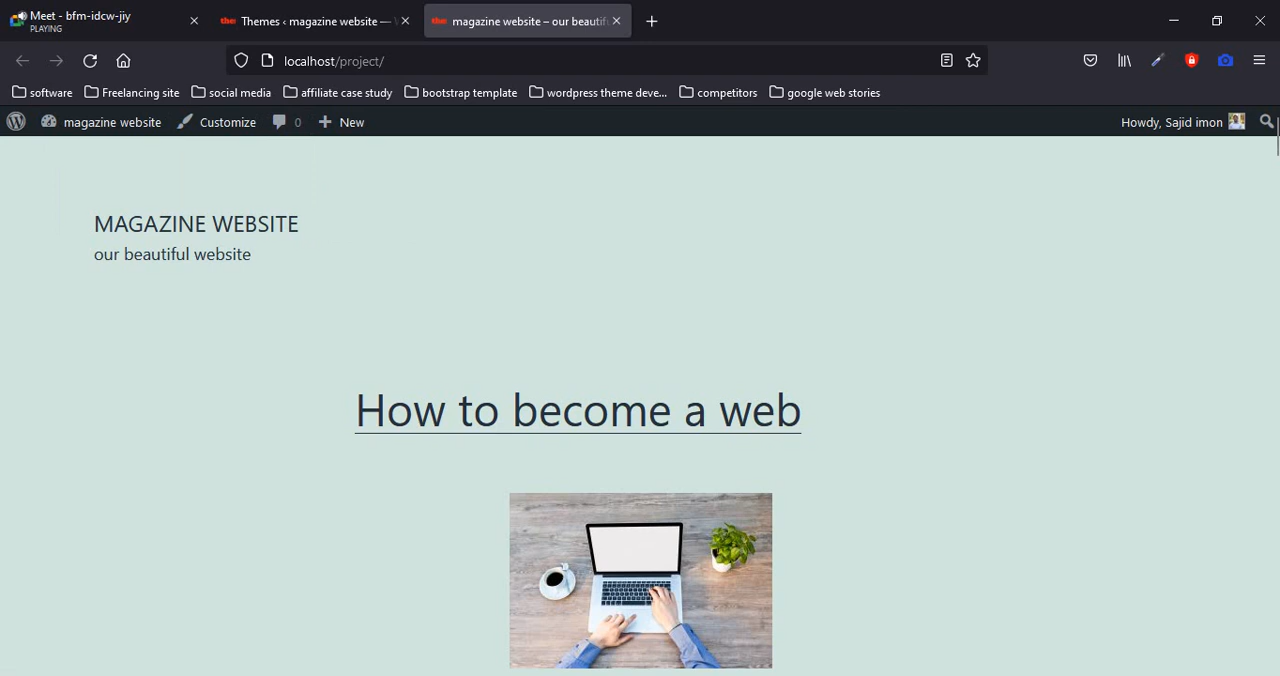 Meet - bfm-idcw-jiy
PLAYING
Themes ‹ magazine website —
magazine website – our beautif
localhost/project/
software
Freelancing site
social media
affiliate case study
bootstrap template
wordpress theme deve...
competitors
google web stories
magazine website
Customize
0
New
Howdy, Sajid imon
MAGAZINE WEBSITE
our beautiful website
How to become a web